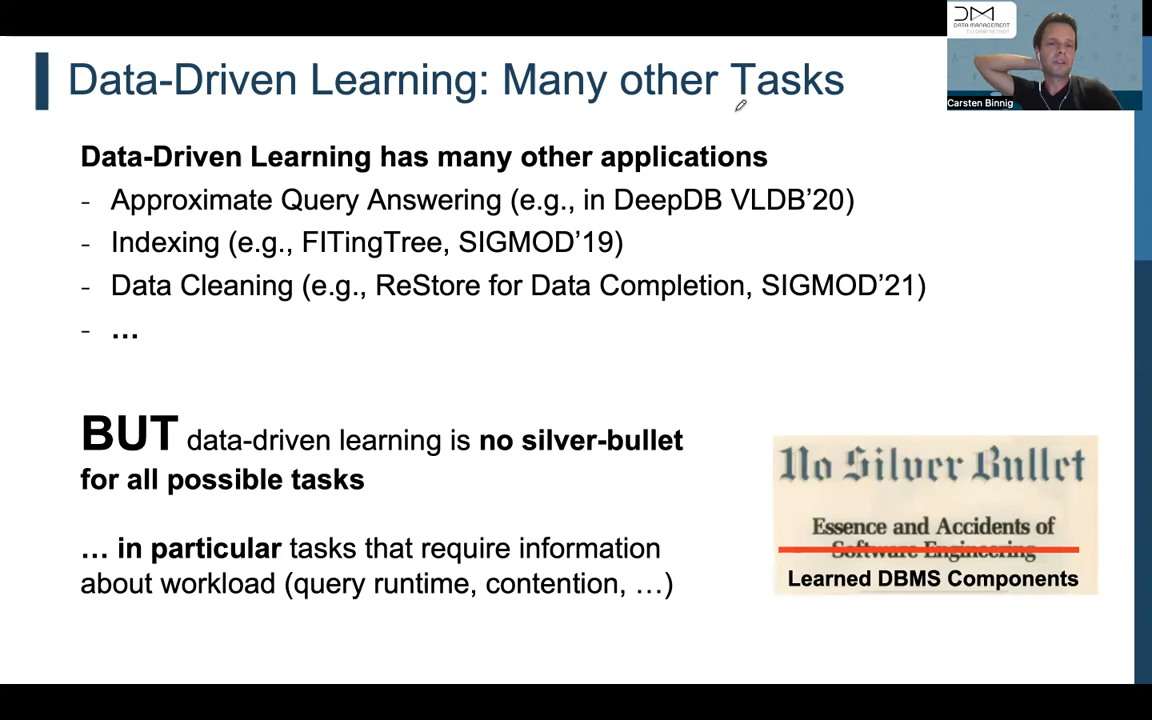 DM
DATA MANAGEMENT
TU DARMSTADT
Carsten Binnig
Data-Driven Learning: Many other Tasks
Data-Driven Learning has many other applications
- Approximate Query Answering (e.g., in DeepDB VLDB’20)
- Indexing (e.g., FITingTree, SIGMOD’19)
- Data Cleaning (e.g., ReStore for Data Completion, SIGMOD’21)
- ...
BUT data-driven learning is no silver-bullet
for all possible tasks
... in particular tasks that require information
about workload (query runtime, contention, ...)
No Silver Bullet
Essence and Accidents of
Software Engineering
Learned DBMS Components